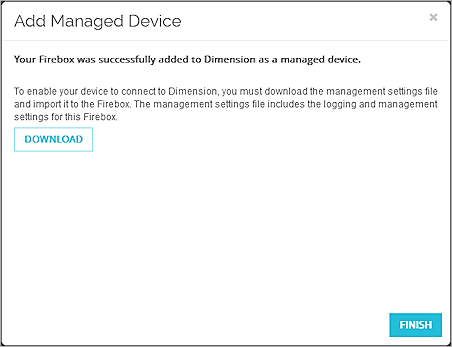 Add Managed Device
Your Firebox was successfully added to Dimension as a managed device.
To enable your device to connect to Dimension, you must download the management settings file
and import it to the Firebox. The management settings file includes the logging and management
settings for this Firebox.
DOWNLOAD
FINISH